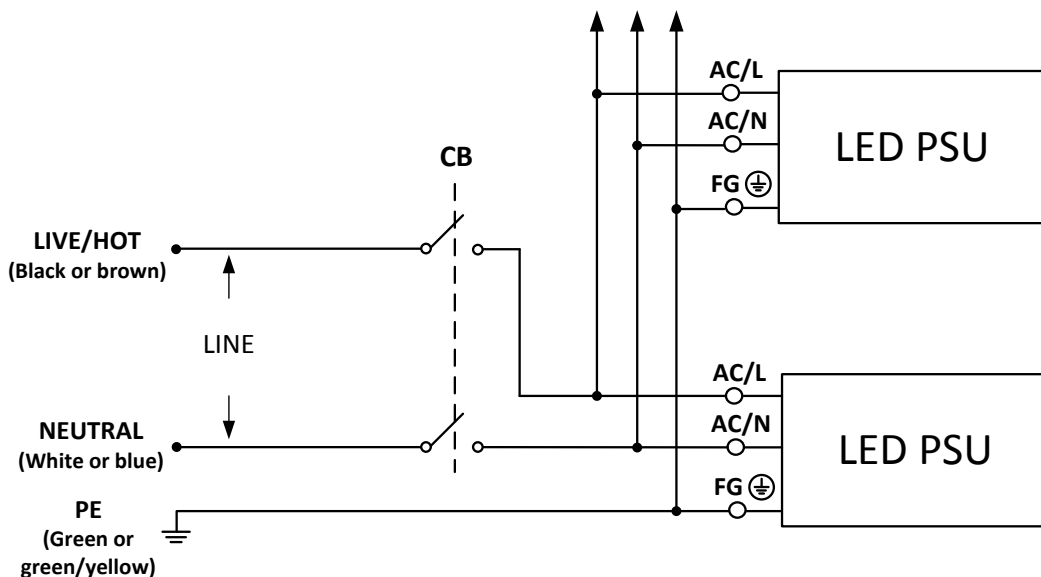 AC/L
AC/N
FG
LED PSU
CB
LIVE/HOT
(Black or brown)
LINE
NEUTRAL
(White or blue)
AC/L
AC/N
FG
LED PSU
PE
(Green or
green/yellow)